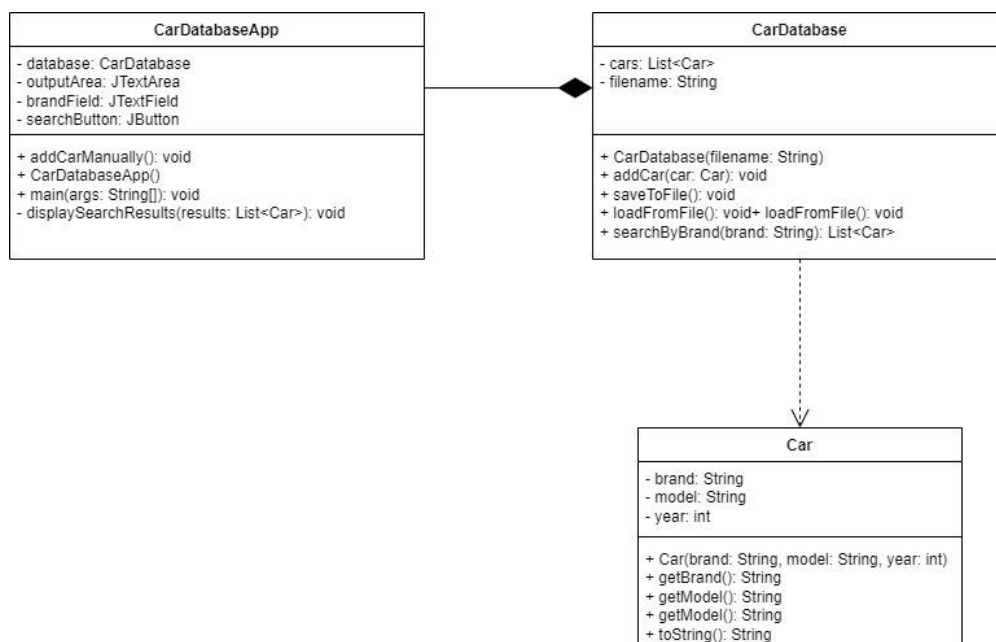 CarDatabaseApp
- database: CarDatabase
- outputArea: JTextArea
- brandField: JTextField
- searchButton: JButton
+ addCarManually(): void
+ CarDatabaseApp()
+ main(args: String[]): void
- displaySearchResults(results: List<Car>): void
CarDatabase
- cars: List<Car>
- filename: String
+ CarDatabase(filename: String)
+ addCar(car: Car): void
+ saveToFile(): void
+ loadFromFile(): void+ loadFromFile(): void
+ searchByBrand(brand: String): List<Car>
Car
- brand: String
- model: String
- year: int
+ Car(brand: String, model: String, year: int)
+ getBrand(): String
+ getModel(): String
+ getModel(): String
+ toString(): String